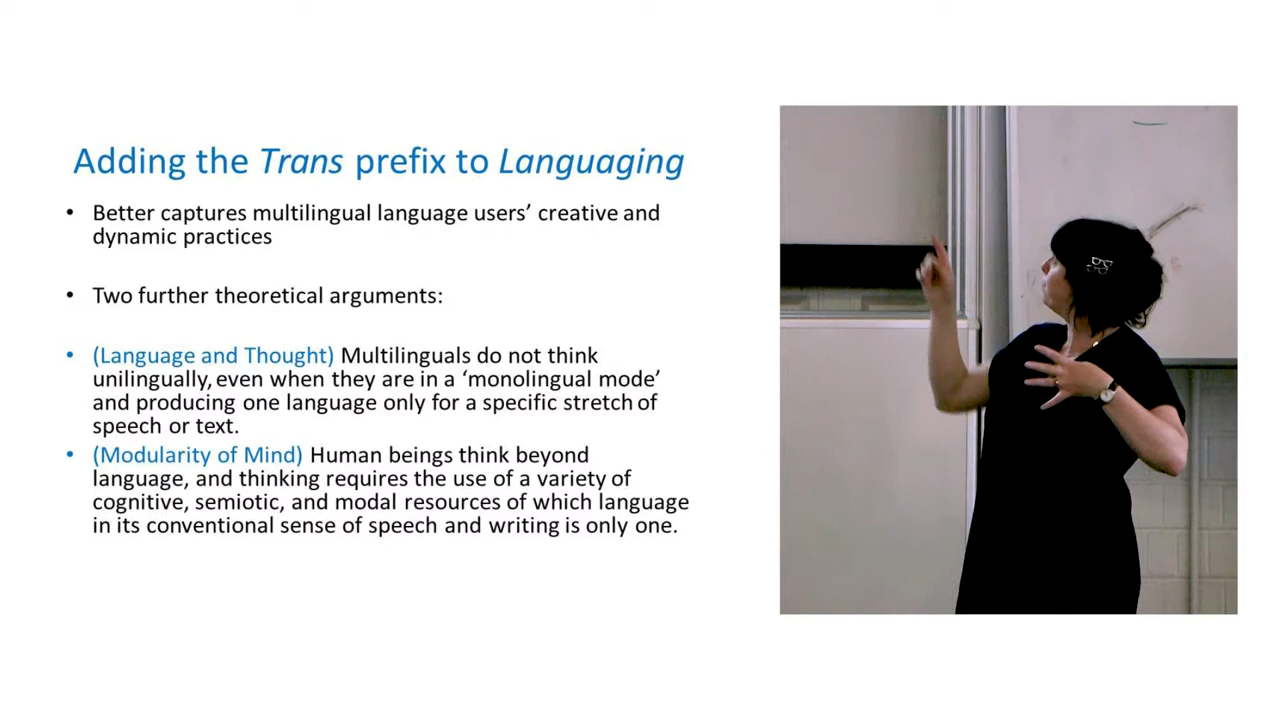 Adding the Trans prefix to Languaging
• Better captures multilingual language users’ creative and
dynamic practices
• Two further theoretical arguments:
• (Language and Thought) Multilinguals do not think
unilingually, even when they are in a ‘monolingual mode’
and producing one language only for a specific stretch of
speech or text.
• (Modularity of Mind) Human beings think beyond
language, and thinking requires the use of a variety of
cognitive, semiotic, and modal resources of which language
in its conventional sense of speech and writing is only one.